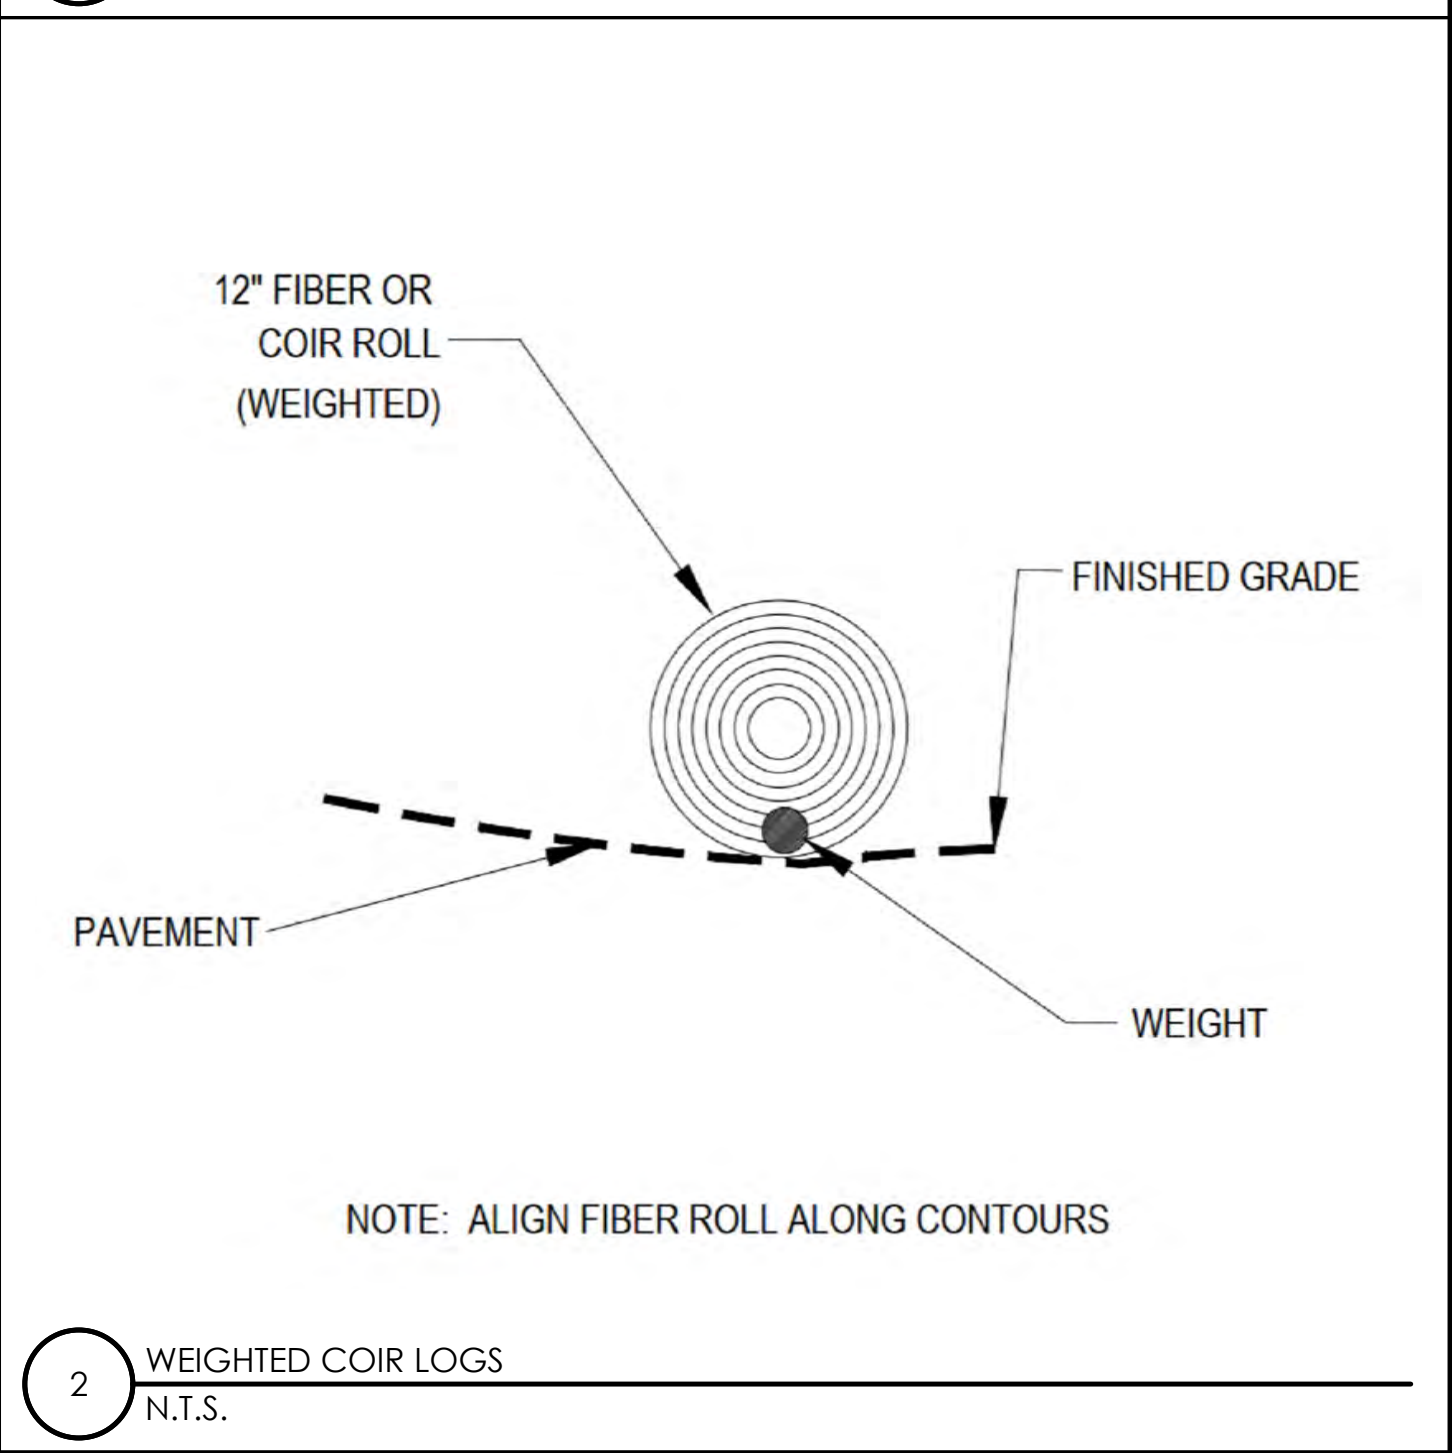 12" FIBER OR
COIR ROLL
(WEIGHTED)
FINISHED GRADE
PAVEMENT
WEIGHT
NOTE: ALIGN FIBER ROLL ALONG CONTOURS
2
WEIGHTED COIR LOGS
N.T.S.